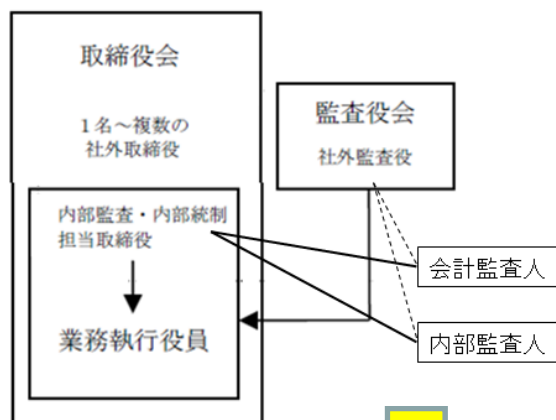 取締役会
1名～複数の
社外取締役
監査役会
社外監査役
内部監査・内部統制
担当取締役
業務執行役員
会計監査人
内部監査人